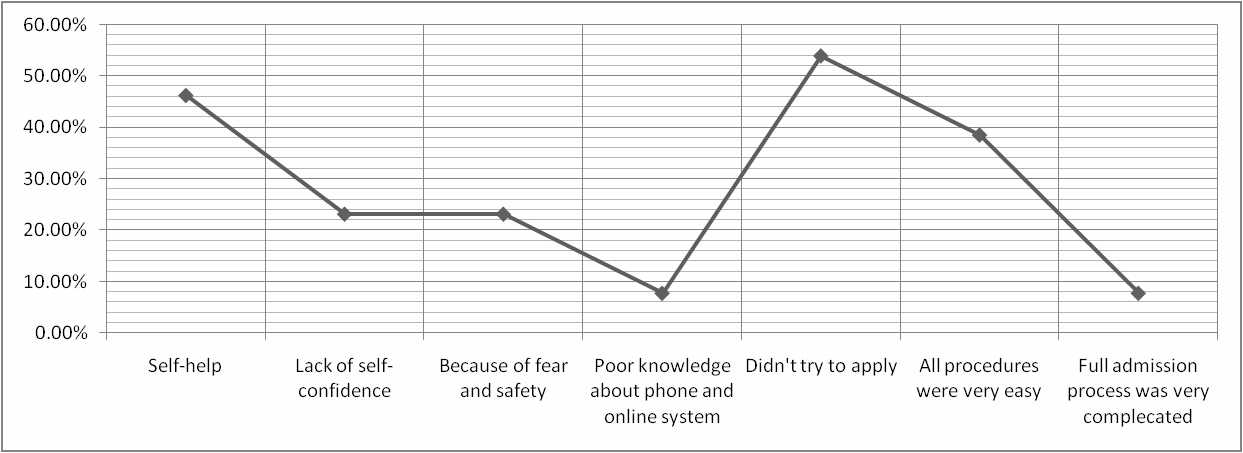 60.00%
50.00%
40.00%
30.00%
20.00%
10.00%
0.00%
Self-help
Lack of self-
confidence
Because of fear
and safety
Poor knowledge
about phone and
online system
Didn't try to apply
All procedures
were very easy
Full admission
process was very
complecated